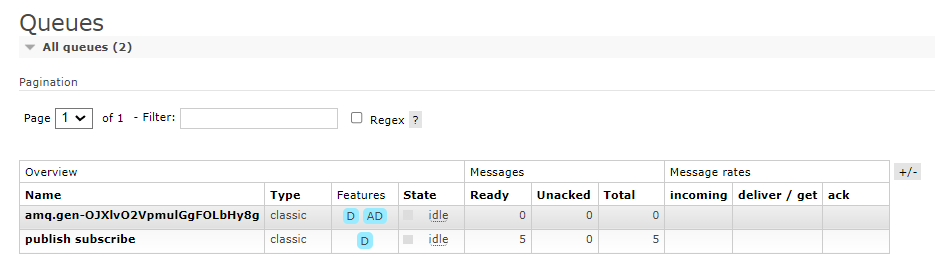 Queues
All queues (2)
Pagination
Page 1 of 1 - Filter: Regex ?
Overview Messages Message rates +/-
Name Type Features State Ready Unacked Total incoming deliver / get ack
amq.gen-OJXlvO2VpmulGgFOLbHy8g classic D AD idle 0 0 0
publish subscribe classic D idle 5 0 5